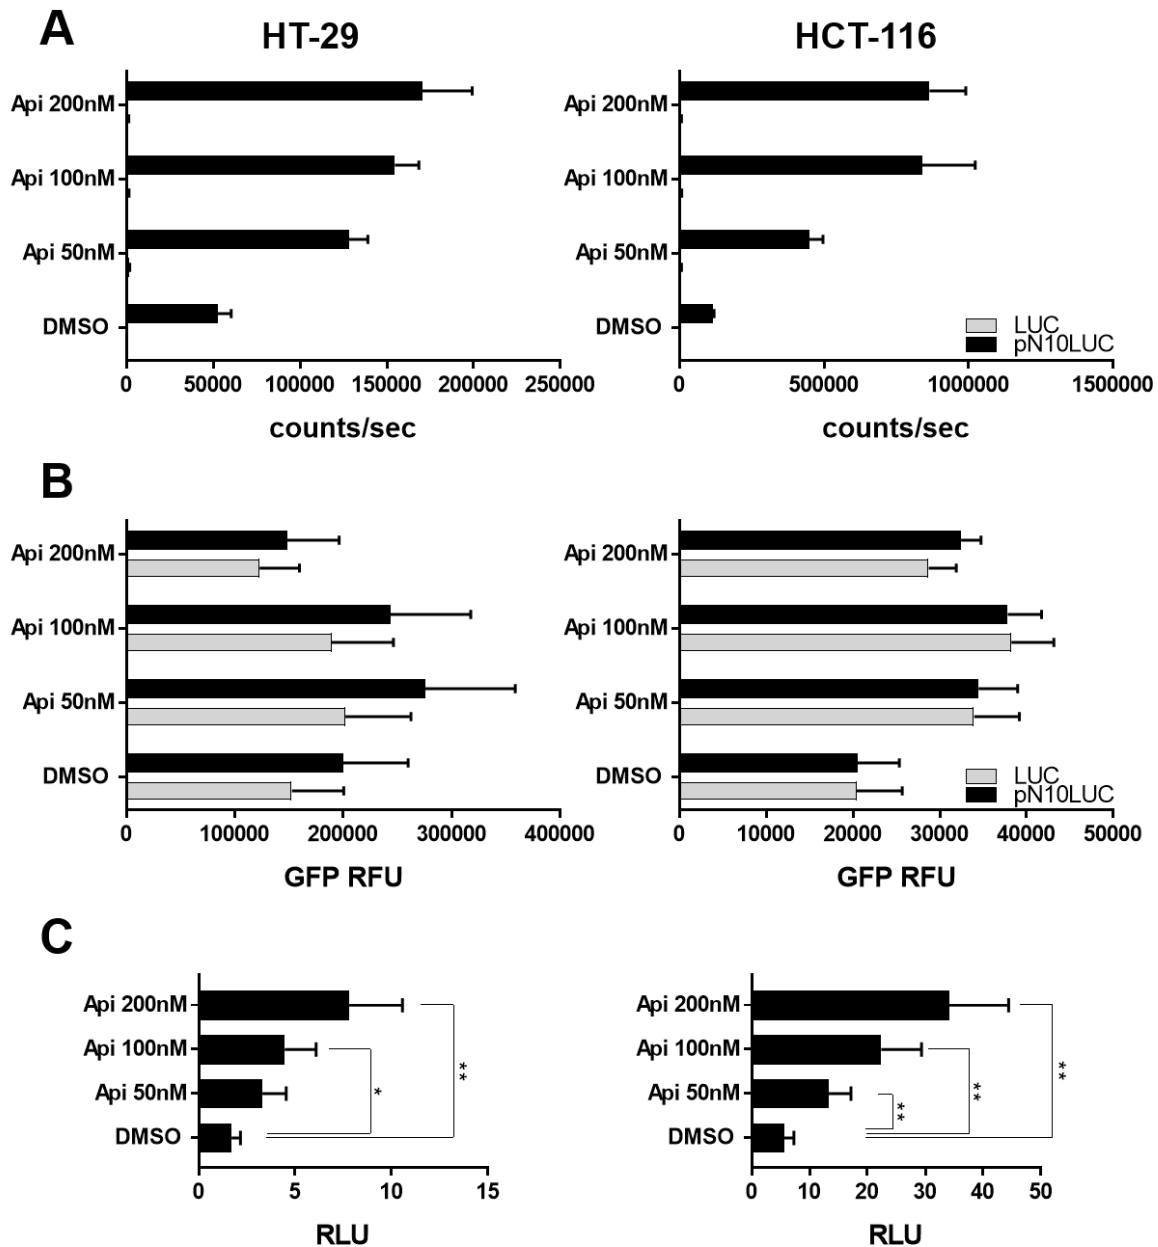 A
HT-29
HCT-116
Api 200nM
Api 100nM
Api 50nM
DMSO
0 50000 100000 150000 200000 250000
counts/sec
Api 200nM
Api 100nM
Api 50nM
DMSO
LUC
pN10LUC
0 500000 1000000 1500000
counts/sec
B
Api 200nM
Api 100nM
Api 50nM
DMSO
0 100000 200000 300000 400000
GFP RFU
Api 200nM
Api 100nM
Api 50nM
DMSO
LUC
pN10LUC
0 10000 20000 30000 40000 50000
GFP RFU
C
Api 200nM
Api 100nM
Api 50nM
DMSO
*
**
0 5 10 15
RLU
Api 200nM
Api 100nM
Api 50nM
DMSO
**
**
**
0 10 20 30 40 50
RLU